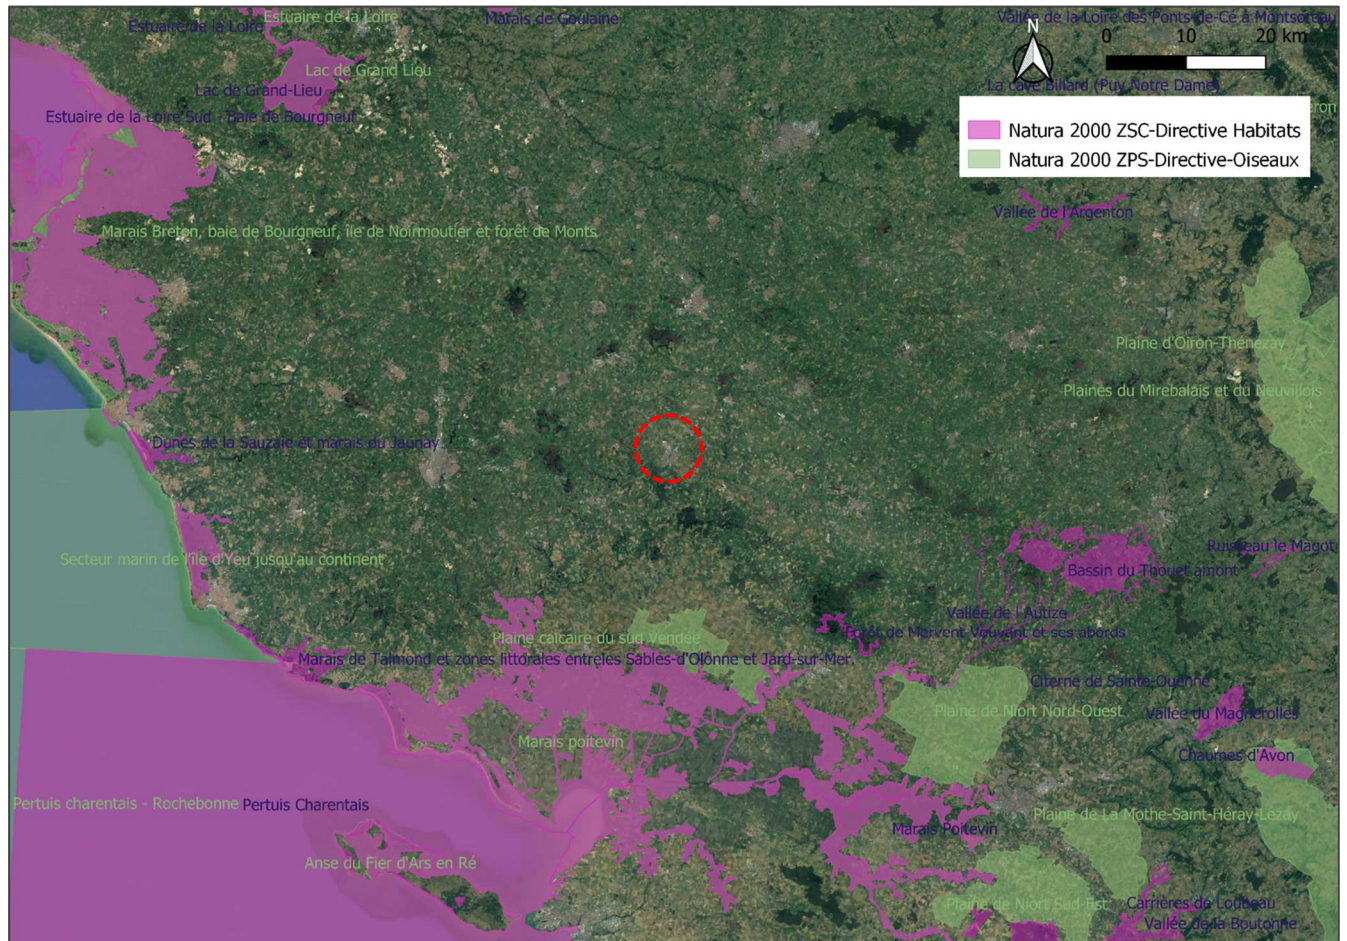 Estuaire de la Loire
Estuaire de la Loire
Marais de Goulaine
Vallée de la Loire des Ponts-de-Cé à Montsoreau
N
0 10 20 km
Lac de Grand Lieu
Lac de Grand-Lieu
La cave Billard (Puy Notre Dame)
Estuaire de la Loire Sud - Baie de Bourgneuf
Natura 2000 ZSC-Directive Habitats
Natura 2000 ZPS-Directive-Oiseaux
Vallée de l'Argenton
Marais Breton, baie de Bourgneuf, île de Noirmoutier et forêt de Monts
Plaine d'Oiron-Thénezay
Plaines du Mirebalais et du Neuvillois
Dunes de la Sauzaie et marais du Jaunay
Secteur marin de l'île d'Yeu jusqu'au continent
Ruisseau le Magot
Bassin du Thouet amont
Vallée de l'Autize
Forêt de Mervent-Vouvant et ses abords
Plaine calcaire du sud Vendée
Marais de Talmond et zones littorales entreles Sables-d'Olonne et Jard-sur-Mer.
Citerne de Sainte-Ouenne
Plaine de Niort Nord-Ouest
Vallée du Magnerolles
Marais poitevin
Chaumes d'Avon
Pertuis charentais - Rochebonne
Pertuis Charentais
Plaine de La Mothe-Saint-Héray-Lezay
Marais Poitevin
Anse du Fier d'Ars en Ré
Plaine de Niort Sud-Est
Carrières de Loubeau
Vallée de la Boutonne